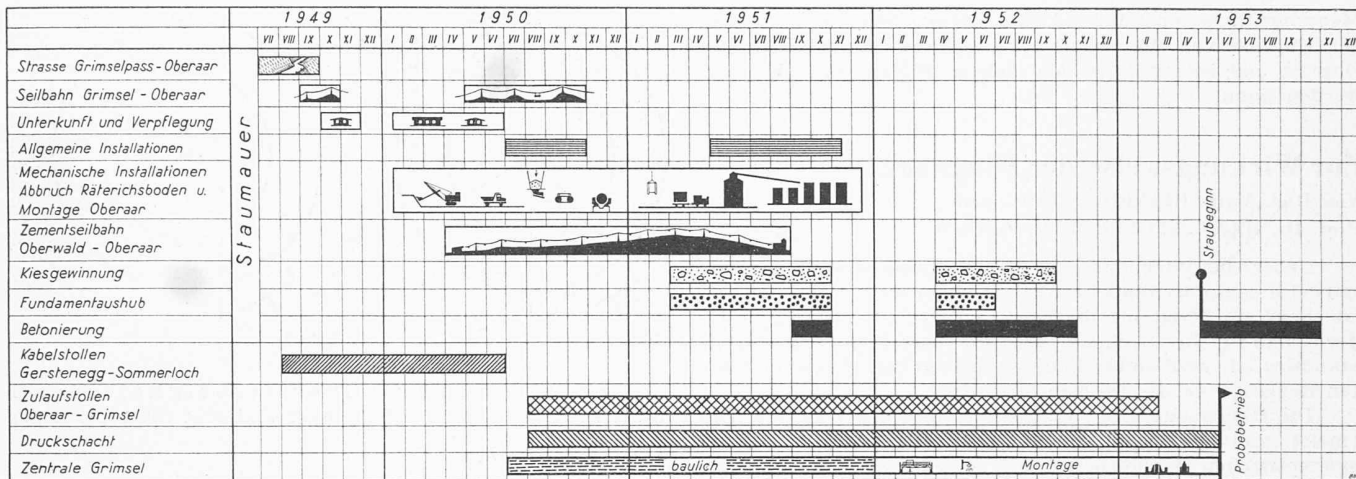 1949 1950 1951 1952 1953
VII VIII IX X XI XII I II III IV V VI VII VIII IX X XI XII I II III IV V VI VII VIII IX X XI XII I II III IV V VI VII VIII IX X XI XII I II III IV V VI VII VIII IX X XI XII
Strasse Grimselpass-Oberaar
Seilbahn Grimsel - Oberaar
Unterkunft und Verpflegung
Allgemeine Installationen
Mechanische Installationen
Abbruch Räterichsboden u.
Montage Oberaar
Zementseilbahn
Oberwald - Oberaar
Kiesgewinnung
Fundamentaushub
Betonierung
Staumauer
Staubeginn
Kabelstollen
Gerstenegg-Sommerloch
Zulaufstollen
Oberaar - Grimsel
Druckschacht
Zentrale Grimsel
baulich
Montage
Probebetrieb